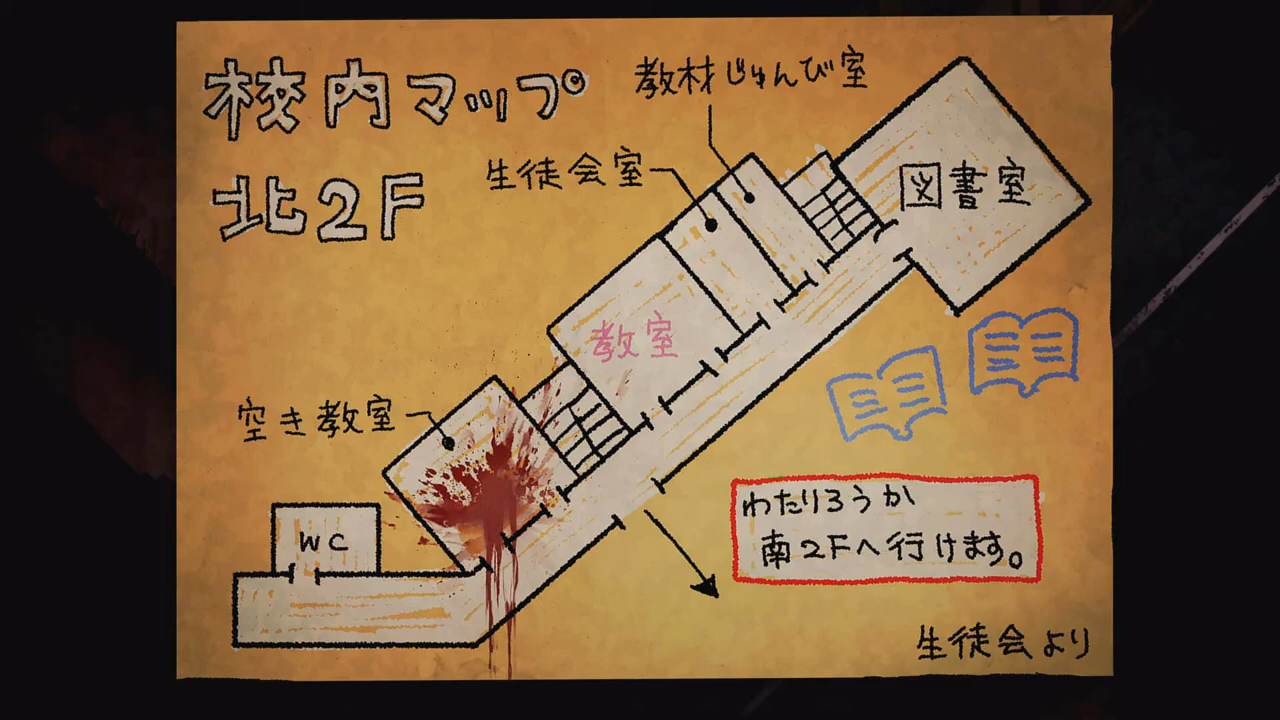 校内マップ
北2F
教材じゅんび室
生徒会室
図書室
教室
空き教室
WC
わたりろうか
南2Fへ行けます。
生徒会より